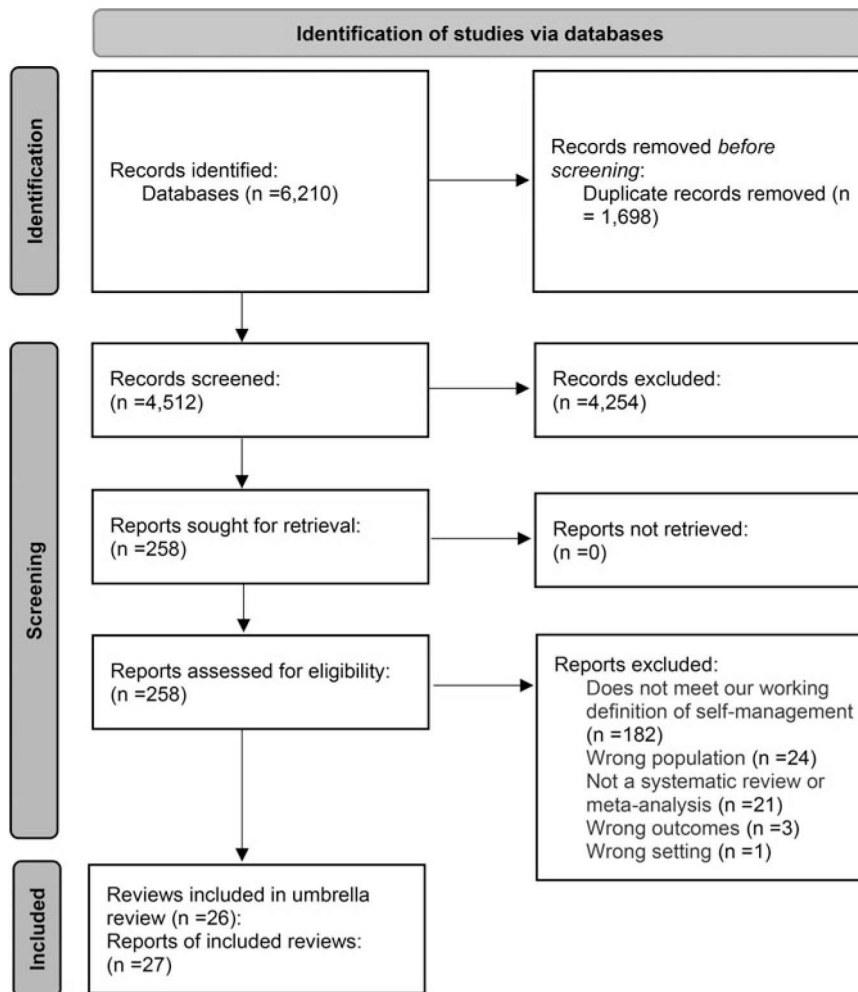 Identification of studies via databases
Identification
Records identified:
Databases (n =6,210)
Records removed before
screening:
Duplicate records removed (n
= 1,698)
Screening
Records screened:
(n =4,512)
Records excluded:
(n =4,254)
Reports sought for retrieval:
(n =258)
Reports not retrieved:
(n =0)
Reports assessed for eligibility:
(n =258)
Reports excluded:
Does not meet our working
definition of self-management
(n =182)
Wrong population (n =24)
Not a systematic review or
meta-analysis (n =21)
Wrong outcomes (n =3)
Wrong setting (n =1)
Included
Reviews included in umbrella
review (n =26):
Reports of included reviews:
(n =27)